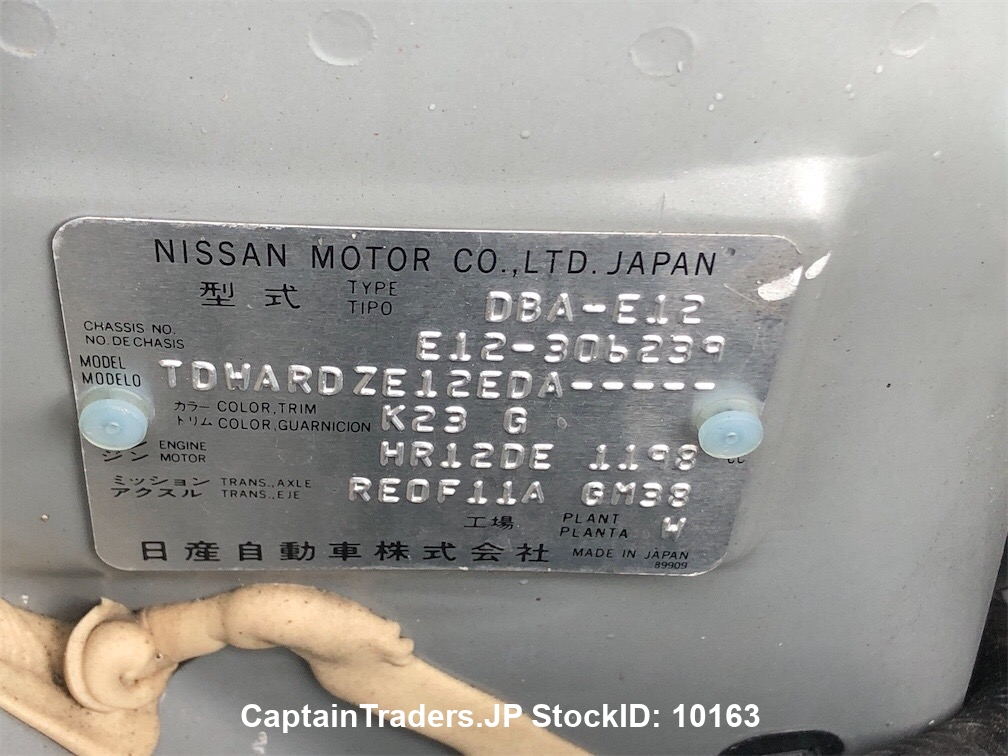 NISSAN MOTOR CO.,LTD. JAPAN
型式 TYPE DBA-E12
TIPO
CHASSIS NO. E12-306239
NO. DE CHASIS
MODEL TDWARDZE12EDA-----
MODELO
カラー COLOR, TRIM K23 G
トリム COLOR, GUARNICION
ENGINE HR12DE 1198 CC
ジン MOTOR
ミッション TRANS., AXLE RE0F11A GM38
アクスル TRANS., EJE
工場 PLANT W
PLANTA
日産自動車株式会社 MADE IN JAPAN
89909
CaptainTraders.JP StockID: 10163